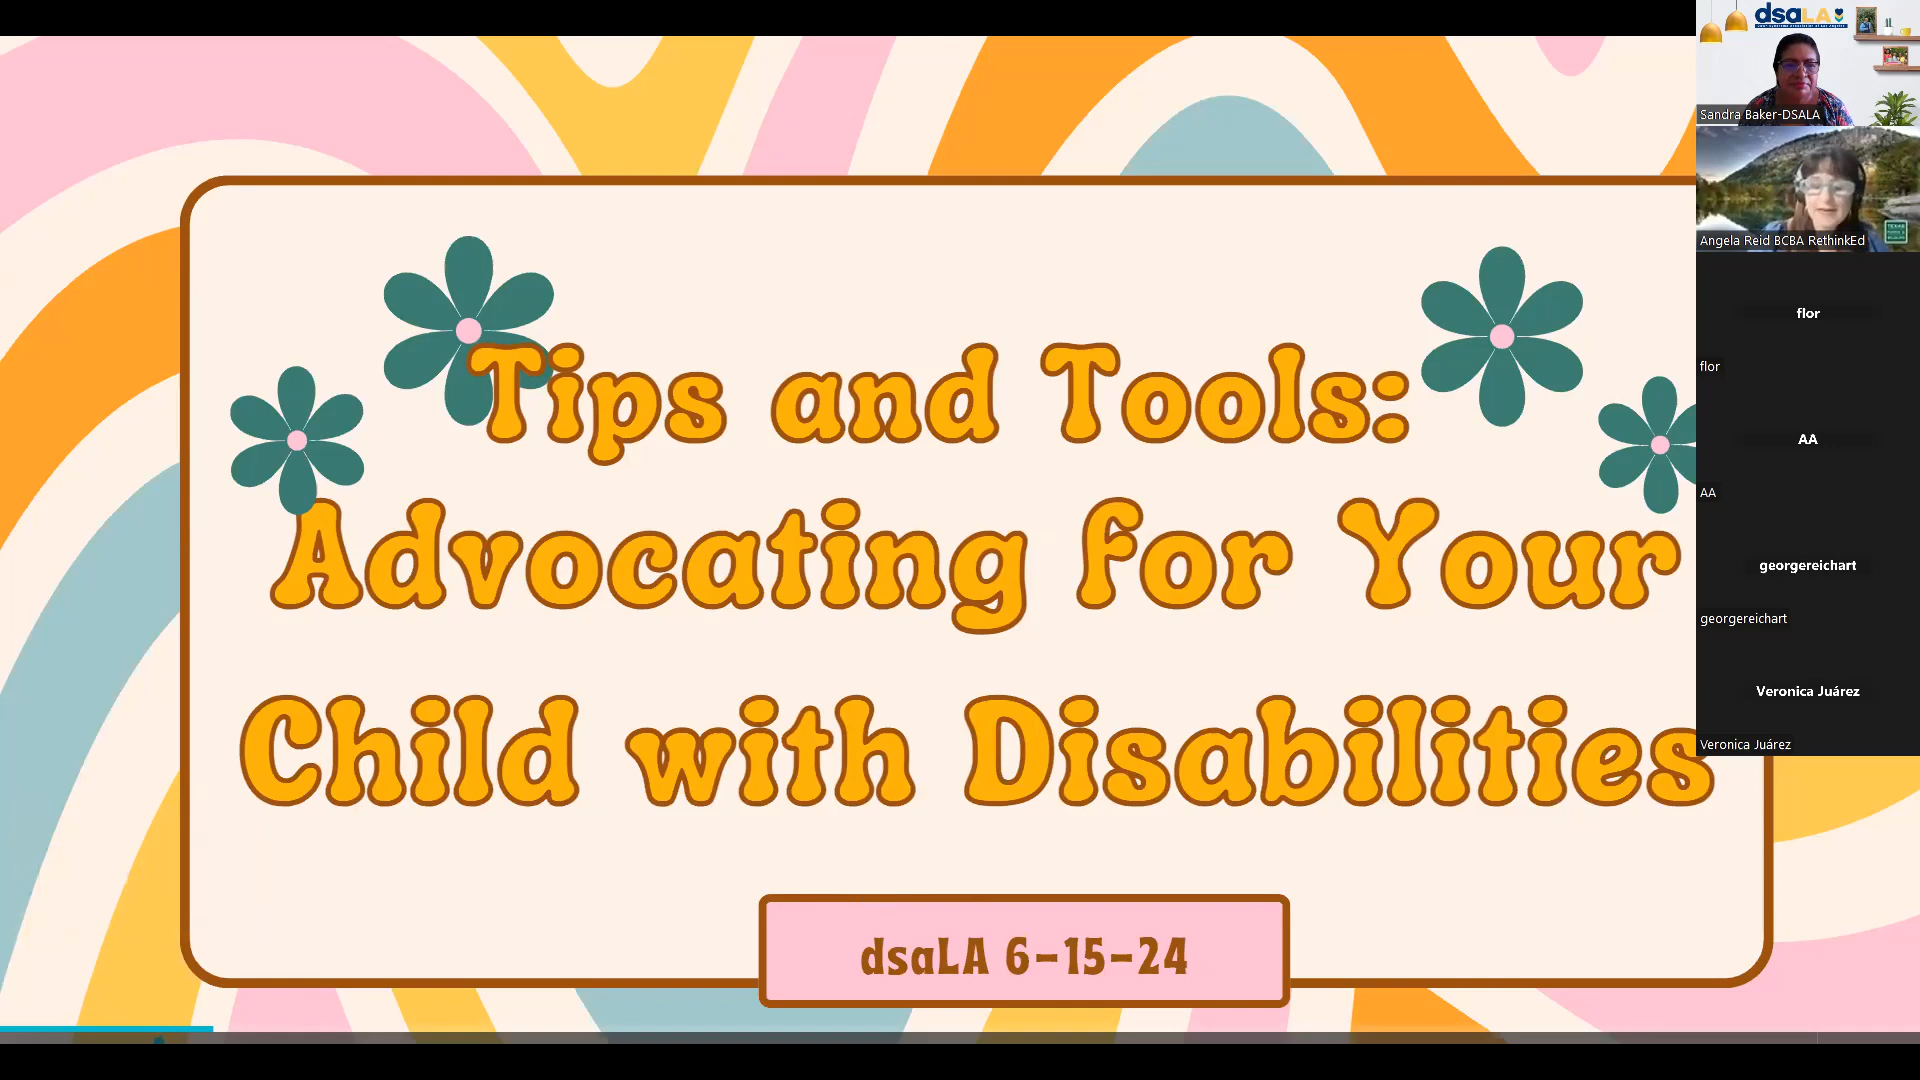 Tips and Tools:
Advocating for Your
Child with Disabilities
dsaLA 6-15-24
dsaLA
Sandra Baker-DSALA
Angela Reid BCBA RethinkEd
flor
flor
AA
AA
georgereichart
georgereichart
Veronica Juárez
Veronica Juárez